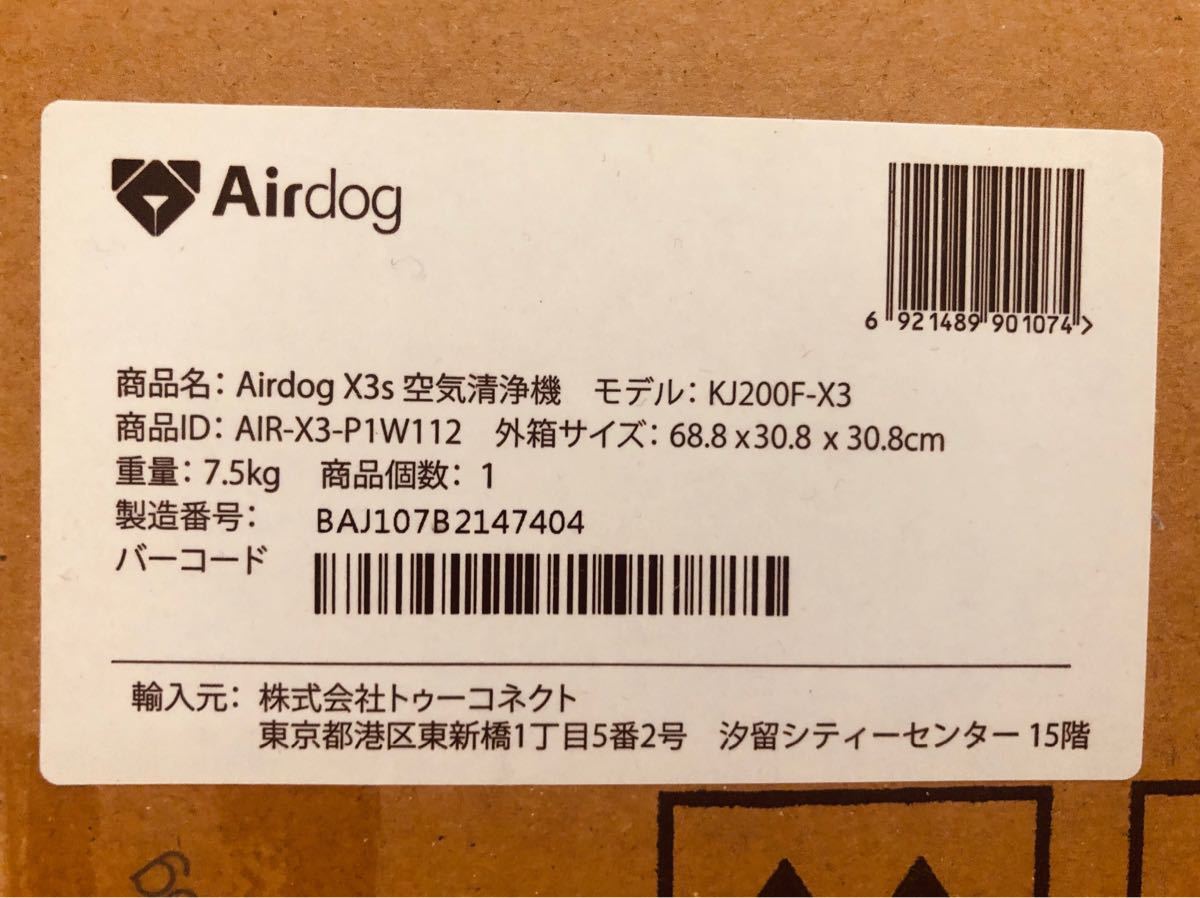 Airdog
6 921489 901074 >
商品名： Airdog X3s 空気清浄機 モデル： KJ200F-X3
商品ID： AIR-X3-P1W112 外箱サイズ： 68.8 x 30.8 x 30.8cm
重量： 7.5kg 商品個数： 1
製造番号： BAJ107B2147404
バーコード
輸入元： 株式会社トゥーコネクト
東京都港区東新橋1丁目5番2号 汐留シティーセンター 15階